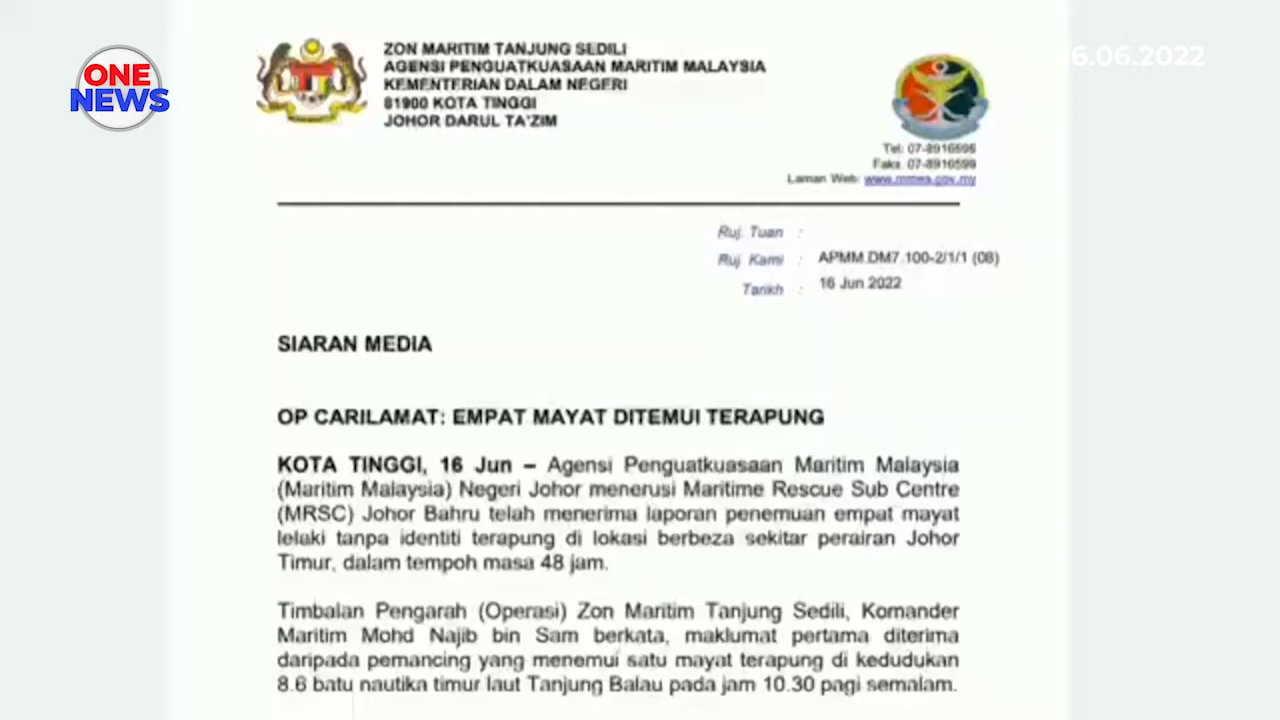 ONE
NEWS
6.06.2022
ZON MARITIM TANJUNG SEDILI
AGENSI PENGUATKUASAAN MARITIM MALAYSIA
KEMENTERIAN DALAM NEGERI
81900 KOTA TINGGI
JOHOR DARUL TA'ZIM
Tel: 07-8916598
Faks: 07-8916599
Laman Web: www.mmea.gov.my
Ruj. Tuan :
Ruj. Kami : APMM.DM7.100-2/1/1 (08)
Tarikh : 16 Jun 2022
SIARAN MEDIA
OP CARILAMAT: EMPAT MAYAT DITEMUI TERAPUNG
KOTA TINGGI, 16 Jun – Agensi Penguatkuasaan Maritim Malaysia
(Maritim Malaysia) Negeri Johor menerusi Maritime Rescue Sub Centre
(MRSC) Johor Bahru telah menerima laporan penemuan empat mayat
lelaki tanpa identiti terapung di lokasi berbeza sekitar perairan Johor
Timur, dalam tempoh masa 48 jam.
Timbalan Pengarah (Operasi) Zon Maritim Tanjung Sedili, Komander
Maritim Mohd Najib bin Sam berkata, maklumat pertama diterima
daripada pemancing yang menemui satu mayat terapung di kedudukan
8.6 batu nautika timur laut Tanjung Balau pada jam 10.30 pagi semalam.